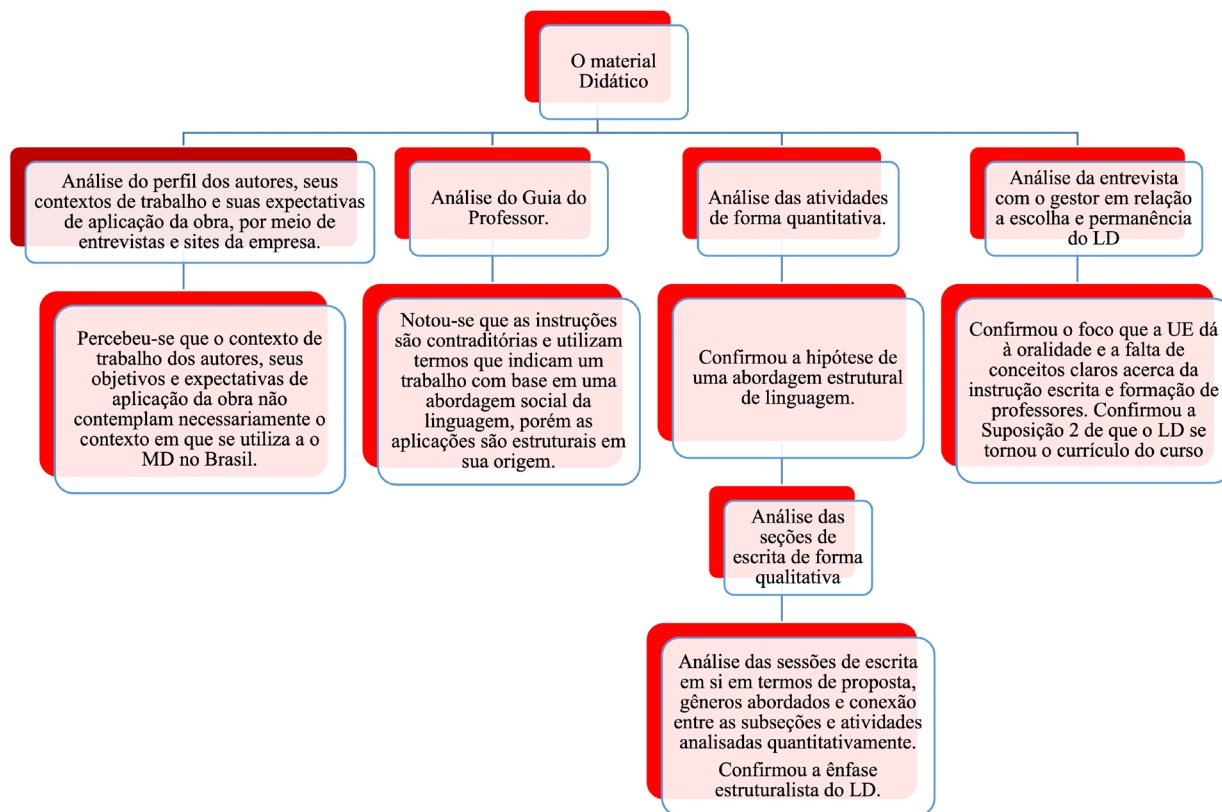 O material
Didático
Análise do perfil dos autores, seus
contextos de trabalho e suas expectativas
de aplicação da obra, por meio de
entrevistas e sites da empresa.
Análise do Guia do
Professor.
Análise das atividades
de forma quantitativa.
Análise da entrevista
com o gestor em relação
a escolha e permanência
do LD
Percebeu-se que o contexto de
trabalho dos autores, seus
objetivos e expectativas de
aplicação da obra não
contemplam necessariamente o
contexto em que se utiliza a o
MD no Brasil.
Notou-se que as instruções
são contraditórias e utilizam
termos que indicam um
trabalho com base em uma
abordagem social da
linguagem, porém as
aplicações são estruturais em
sua origem.
Confirmou a hipótese de
uma abordagem estrutural
de linguagem.
Confirmou o foco que a UE dá
à oralidade e a falta de
conceitos claros acerca da
instrução escrita e formação de
professores. Confirmou a
Suposição 2 de que o LD se
tornou o currículo do curso
Análise das
seções de
escrita de forma
qualitativa
Análise das sessões de escrita
em si em termos de proposta,
gêneros abordados e conexão
entre as subseções e atividades
analisadas quantitativamente.
Confirmou a ênfase
estruturalista do LD.